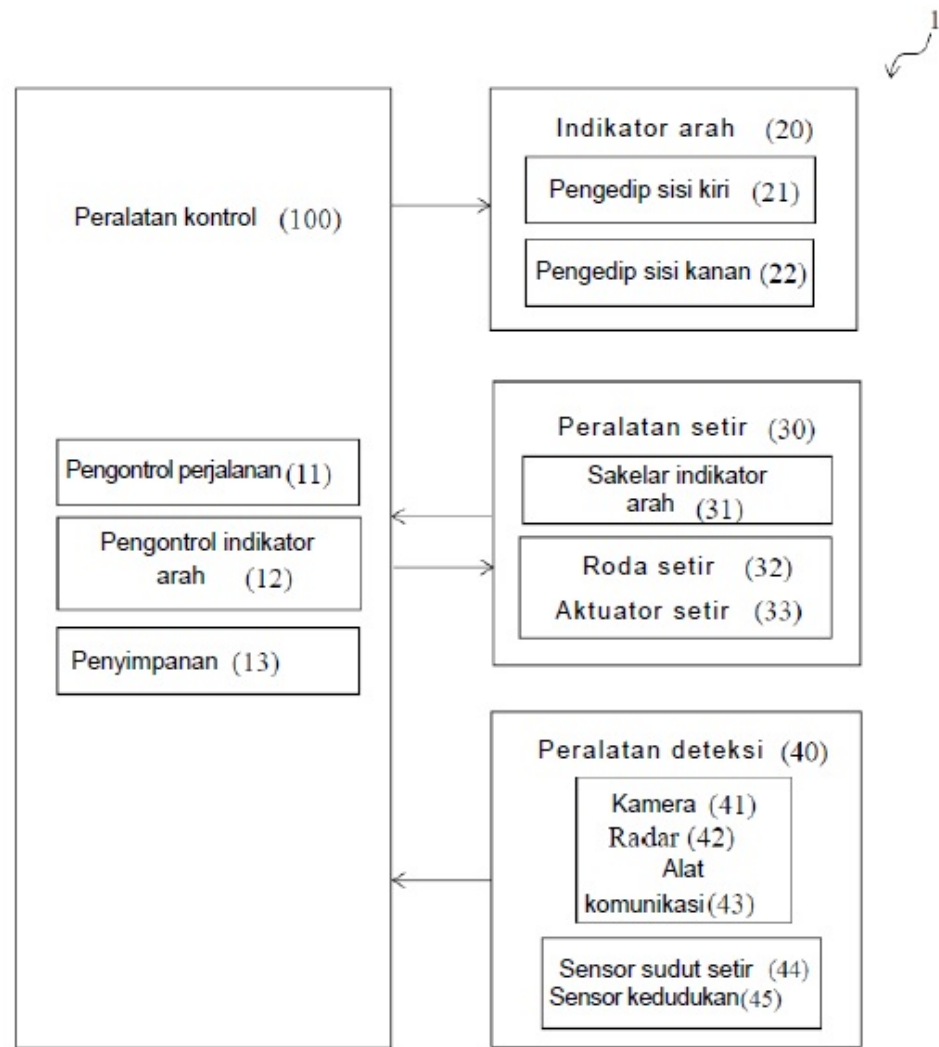 1
Peralatan kontrol (100)
Pengontrol perjalanan (11)
Pengontrol indikator
arah (12)
Penyimpanan (13)
Indikator arah (20)
Pengedip sisi kiri (21)
Pengedip sisi kanan (22)
Peralatan setir (30)
Sakelar indikator
arah (31)
Roda setir (32)
Aktuator setir (33)
Peralatan deteksi (40)
Kamera (41)
Radar (42)
Alat
komunikasi (43)
Sensor sudut setir (44)
Sensor kedudukan (45)